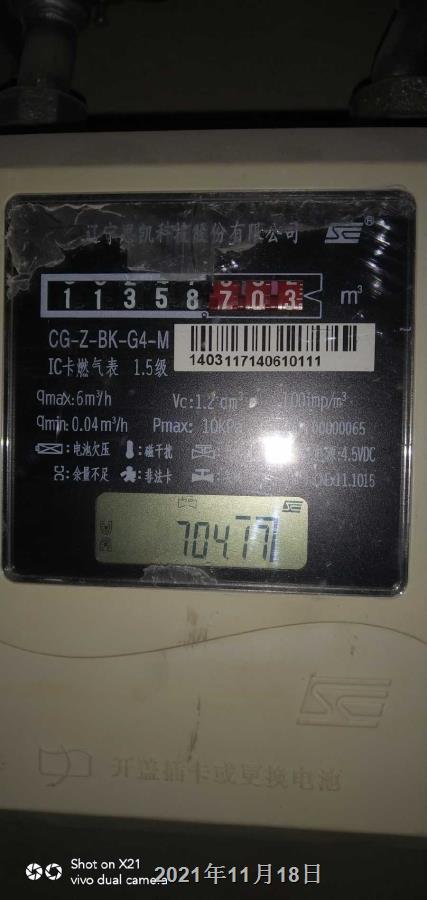 辽宁思凯科技股份有限公司 SC®
11358703 m³
CG-Z-BK-G4-M
IC卡燃气表 1.5级
1403117140610111
qmax:6m³/h Vc:1.2 dm³ 100imp/m³
qmin:0.04m³/h Pmax: 10kPa 00000065
:电池欠压 :磁干扰 :4.5VDC
:余量不足 :非法卡 11.1015
704.77
开盖插卡或更换电池
Shot on X21
vivo dual camera
2021年11月18日